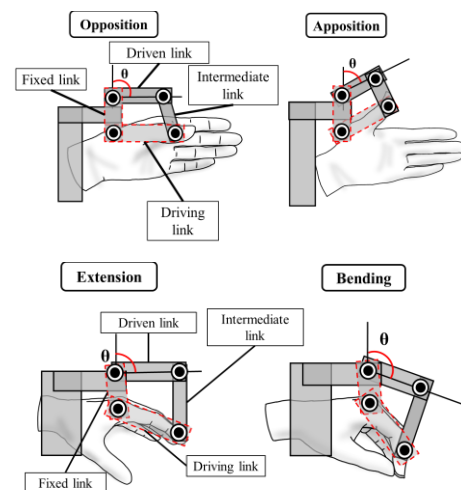 Opposition
Apposition
Driven link
Fixed link
θ
Intermediate
link
θ
Driving
link
Extension
Bending
Driven link
θ
Intermediate
link
θ
Fixed link
Driving
link